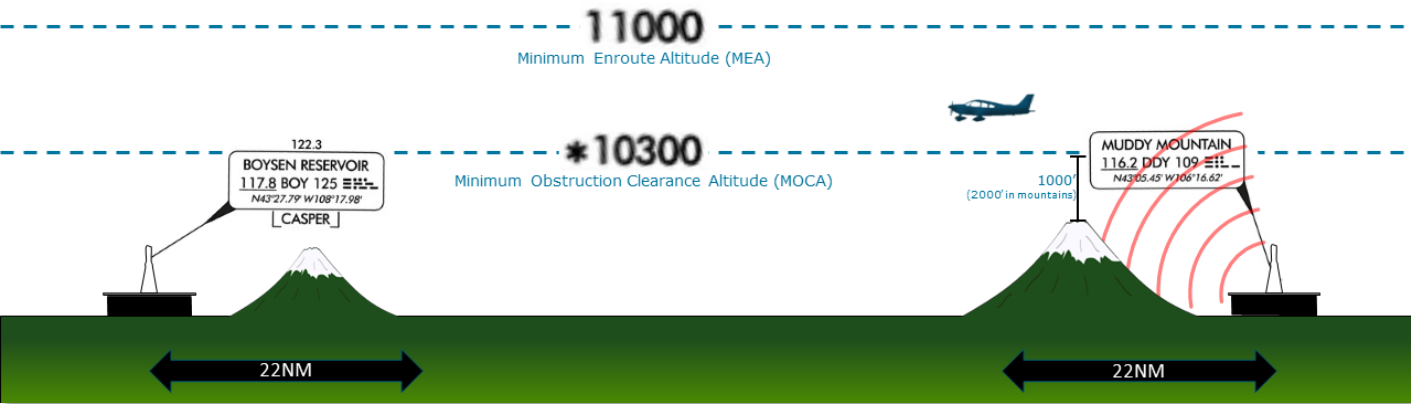 11000
Minimum Enroute Altitude (MEA)
*10300
Minimum Obstruction Clearance Altitude (MOCA)
122.3
BOYSEN RESERVOIR
117.8 BOY 125
N43°27.79' W108°17.98'
CASPER
1000'
(2000' in mountains)
MUDDY MOUNTAIN
116.2 DDY 109
N43°05.45' W106°16.62'
22NM
22NM